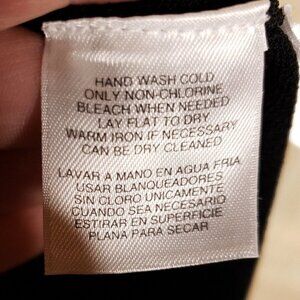 HAND WASH COLD
ONLY NON-CHLORINE
BLEACH WHEN NEEDED
LAY FLAT TO DRY
WARM IRON IF NECESSARY
CAN BE DRY CLEANED
LAVAR A MANO EN AGUA FRIA
USAR BLANQUEADORES
SIN CLORO UNICAMENTE
CUANDO SEA NECESARIO
ESTIRAR EN SUPERFICIE
PLANA PARA SECAR